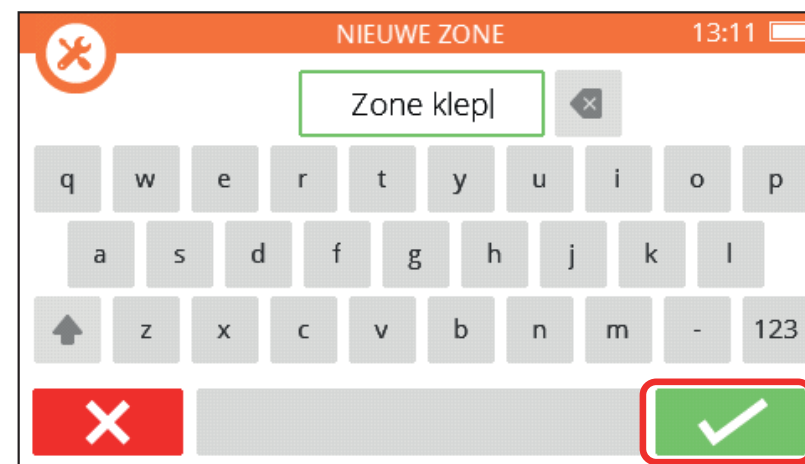 NIEUWE ZONE 13:11
Zone klep
q w e r t y u i o p
a s d f g h j k l
z x c v b n m - 123